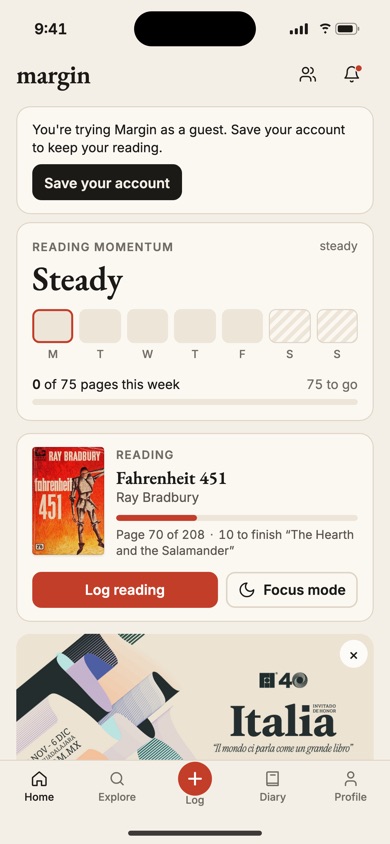 9:41
margin
You're trying Margin as a guest. Save your account
to keep your reading.
Save your account
READING MOMENTUM
steady
Steady
M T W T F S S
0 of 75 pages this week
75 to go
RAY BRADBURY
fahrenheit
451
READING
Fahrenheit 451
Ray Bradbury
Page 70 of 208 · 10 to finish “The Hearth
and the Salamander”
Log reading
Focus mode
40
INVITADO
DE HONOR
Italia
“Il mondo ci parla come un grande libro”
NOV - 6 DIC
GUADALAJARA
M.MX
Home
Explore
Log
Diary
Profile